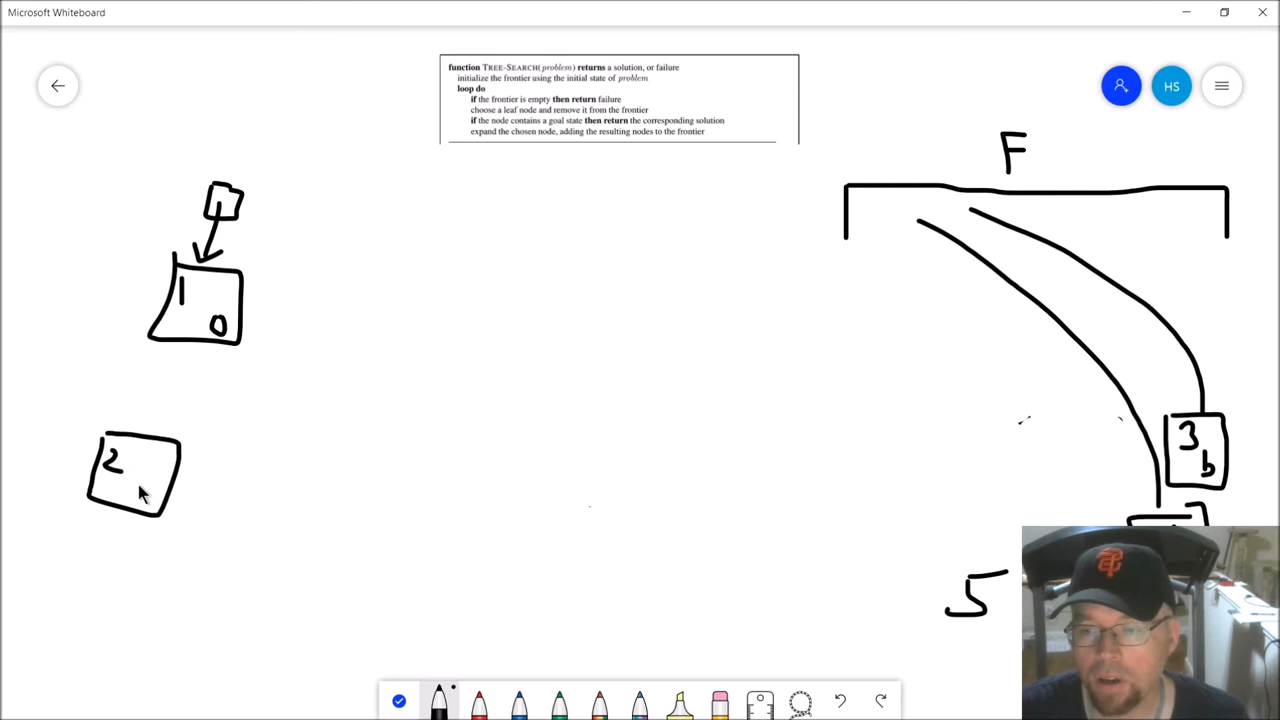 Microsoft Whiteboard
function TREE-SEARCH(problem) returns a solution, or failure
initialize the frontier using the initial state of problem
loop do
if the frontier is empty then return failure
choose a leaf node and remove it from the frontier
if the node contains a goal state then return the corresponding solution
expand the chosen node, adding the resulting nodes to the frontier
HS
F
1
0
3
b
2
5